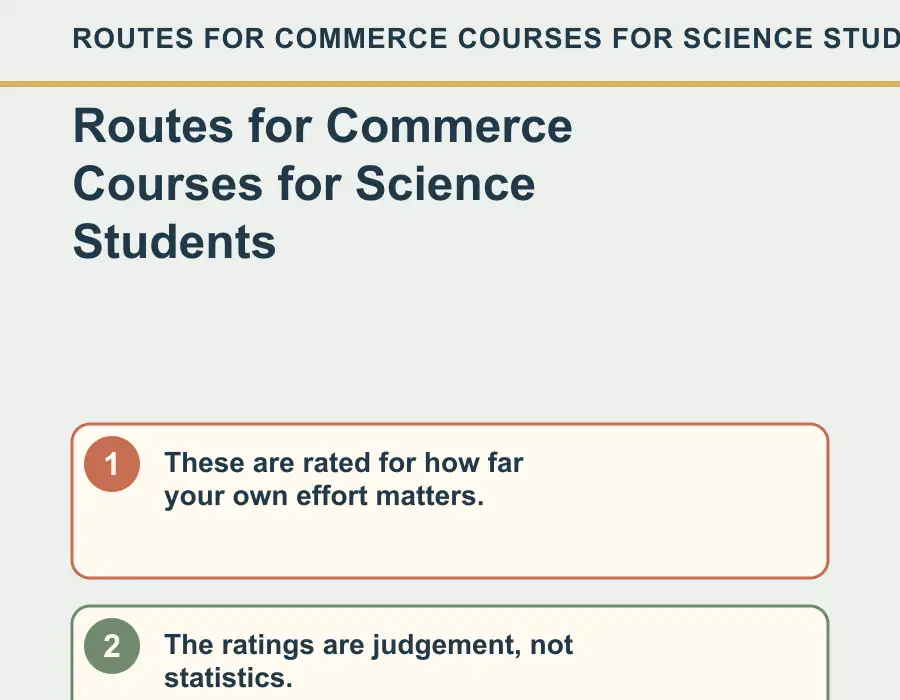 ROUTES FOR COMMERCE COURSES FOR SCIENCE STUD
Routes for Commerce
Courses for Science
Students
1
These are rated for how far
your own effort matters.
2
The ratings are judgement, not
statistics.